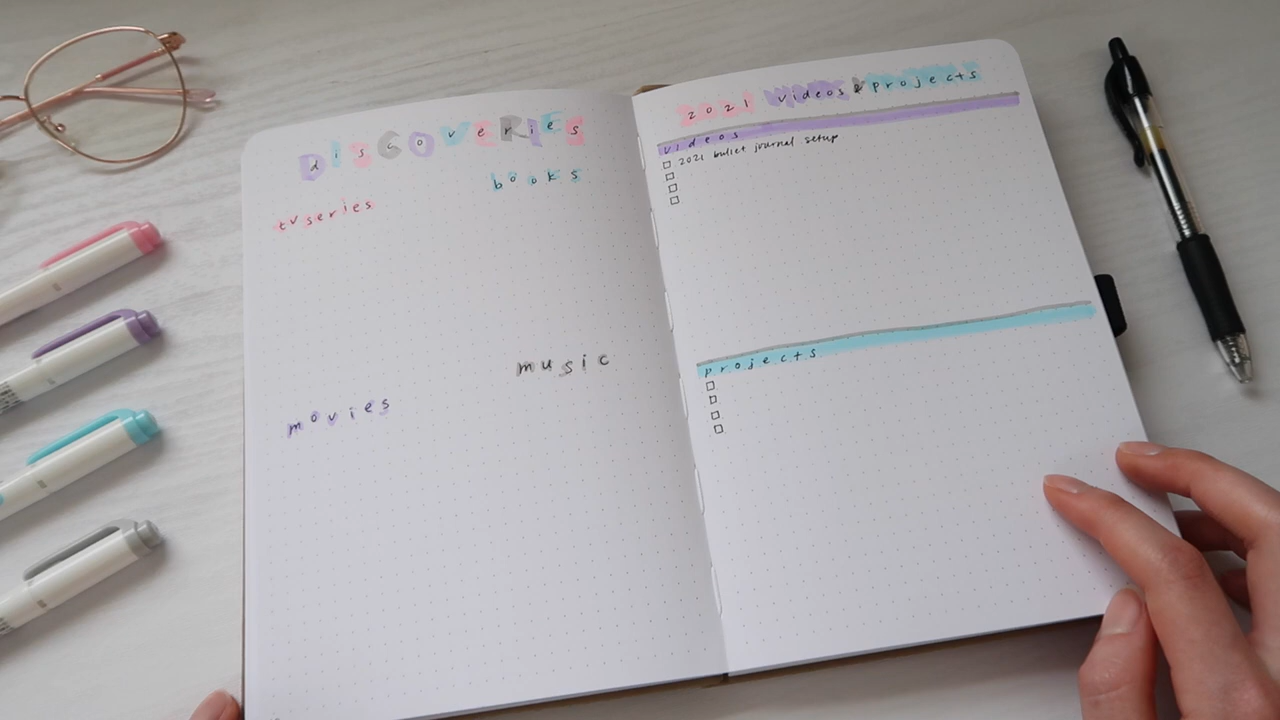 discoveries
tv series
books
movies
music
2021 videos & projects
videos
2021 bullet journal setup
projects